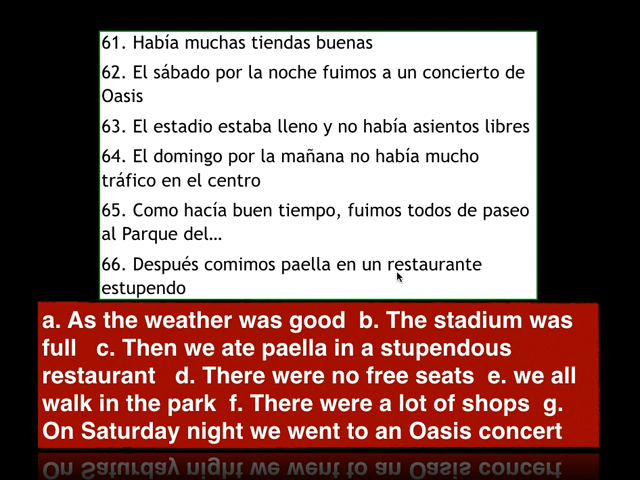 61. Había muchas tiendas buenas
62. El sábado por la noche fuimos a un concierto de
Oasis
63. El estadio estaba lleno y no había asientos libres
64. El domingo por la mañana no había mucho
tráfico en el centro
65. Como hacía buen tiempo, fuimos todos de paseo
al Parque del…
66. Después comimos paella en un restaurante
estupendo
a. As the weather was good  b. The stadium was
full   c. Then we ate paella in a stupendous
restaurant   d. There were no free seats  e. we all
walk in the park  f. There were a lot of shops  g.
On Saturday night we went to an Oasis concert